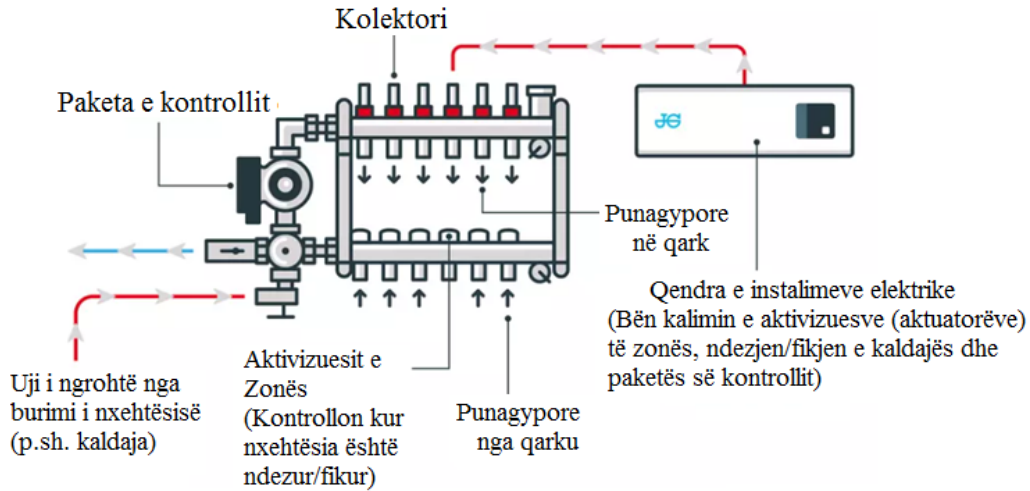 Kolektori
Paketa e kontrollit
JG
Punagypore
në qark
Qendra e instalimeve elektrike
(Bën kalimin e aktivizuesve (aktuatorëve)
të zonës, ndezjen/fikjen e kaldajës dhe
paketës së kontrollit)
Uji i ngrohtë nga
burimi i nxehtësisë
(p.sh. kaldaja)
Aktivizuesit e
Zonës
(Kontrollon kur
nxehtësia është
ndezur/fikur)
Punagypore
nga qarku